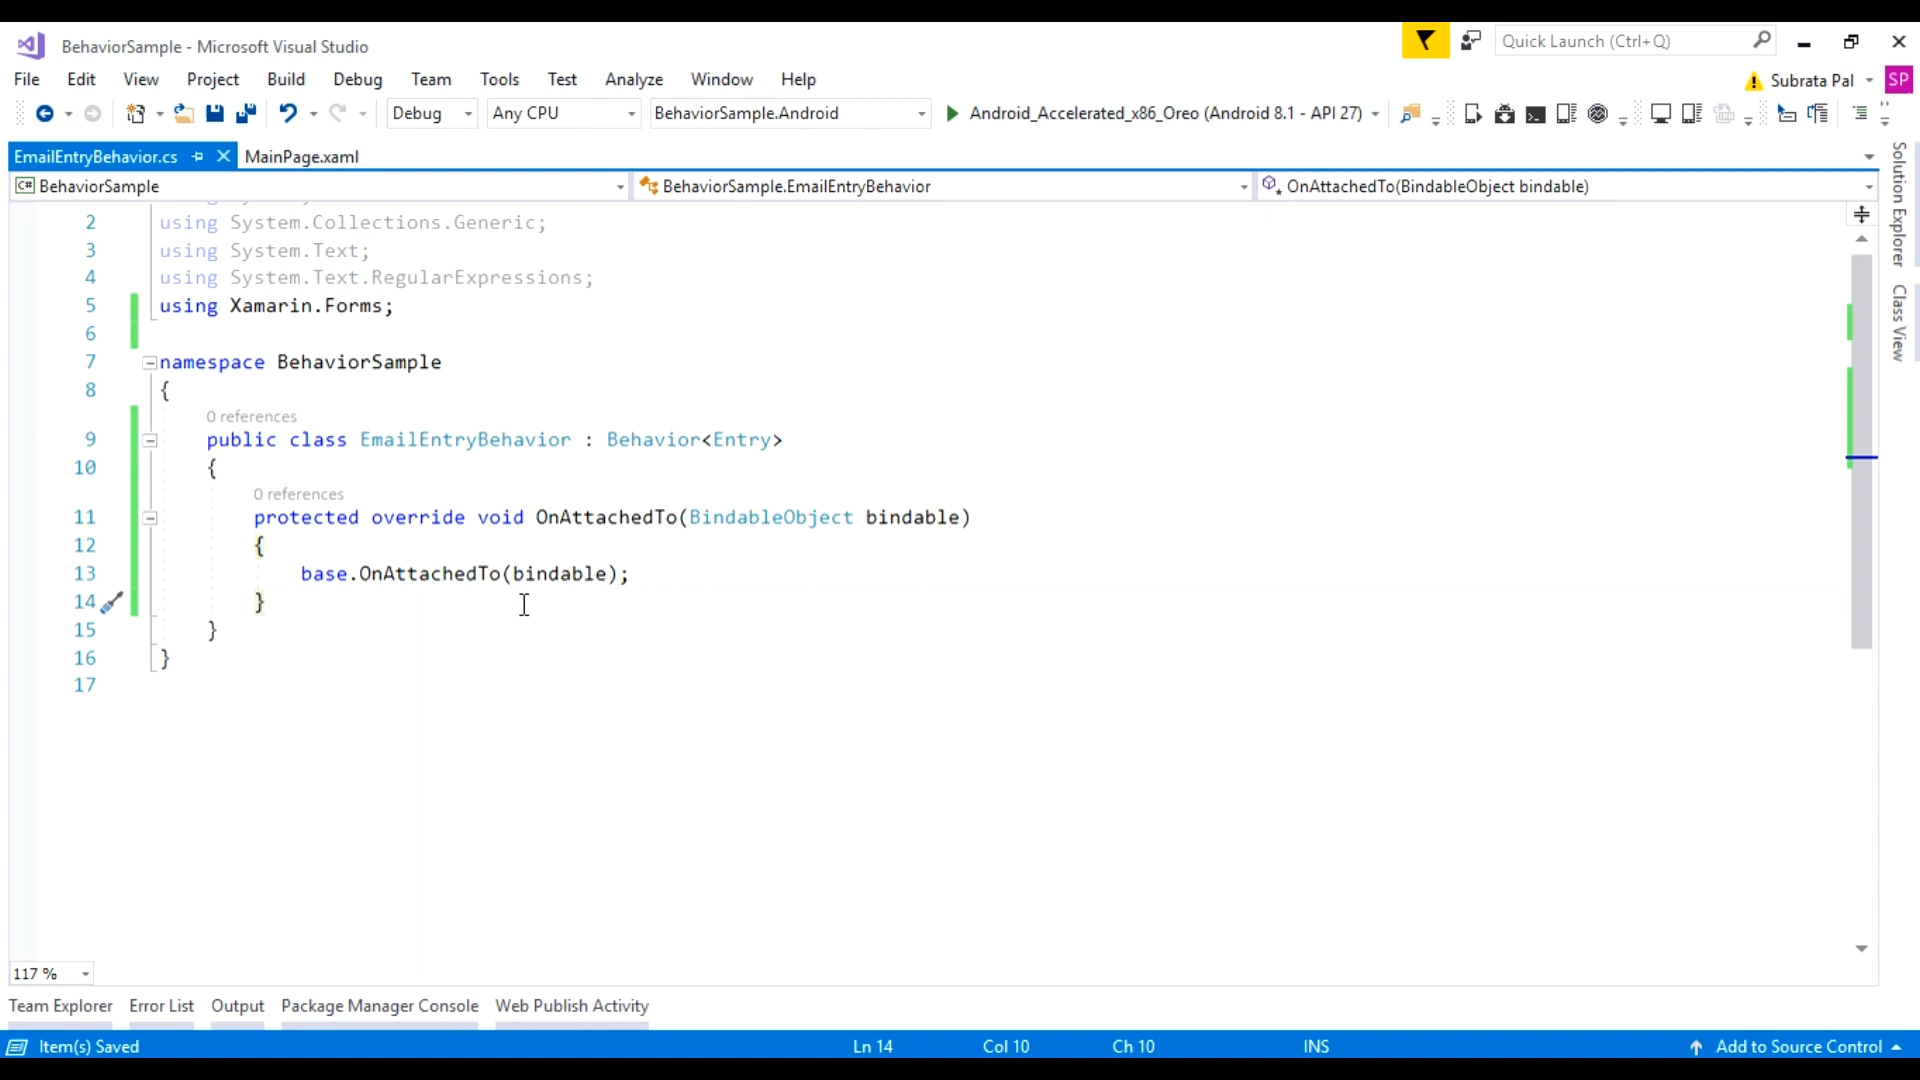 BehaviorSample - Microsoft Visual Studio
Quick Launch (Ctrl+Q)
File Edit View Project Build Debug Team Tools Test Analyze Window Help
Subrata Pal SP
Debug Any CPU BehaviorSample.Android Android_Accelerated_x86_Oreo (Android 8.1 - API 27)
EmailEntryBehavior.cs MainPage.xaml
C# BehaviorSample BehaviorSample.EmailEntryBehavior OnAttachedTo(BindableObject bindable)
Solution Explorer
Class View
2 using System.Collections.Generic;
3 using System.Text;
4 using System.Text.RegularExpressions;
5 using Xamarin.Forms;
6
7 namespace BehaviorSample
8 {
0 references
9 public class EmailEntryBehavior : Behavior<Entry>
10 {
0 references
11 protected override void OnAttachedTo(BindableObject bindable)
12 {
13 base.OnAttachedTo(bindable);
14 }
15 }
16 }
17
117 %
Team Explorer Error List Output Package Manager Console Web Publish Activity
Item(s) Saved Ln 14 Col 10 Ch 10 INS Add to Source Control